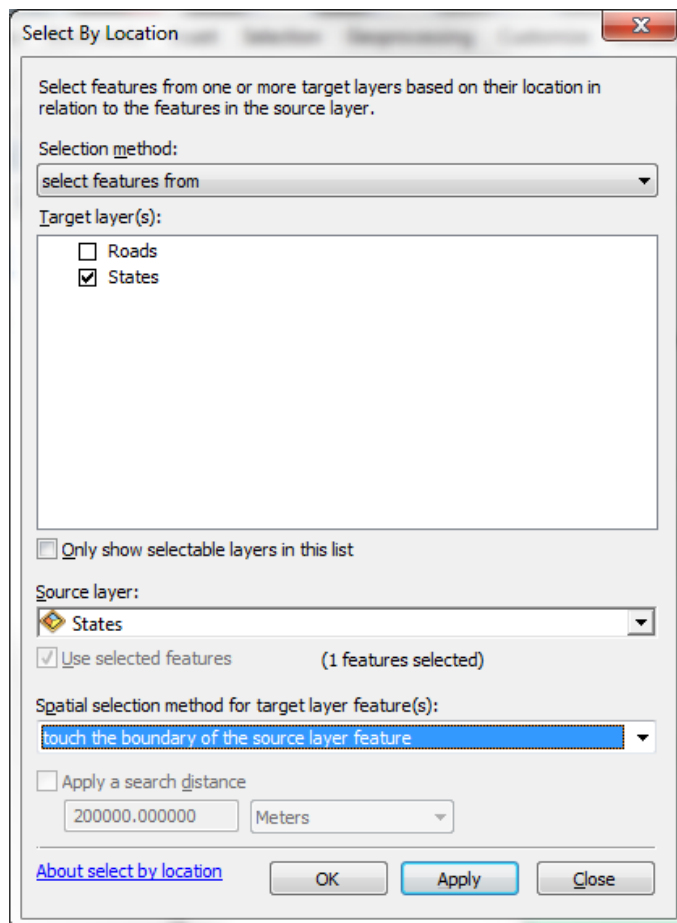 Select By Location
Selection Geoprocessing Customize
Select features from one or more target layers based on their location in
relation to the features in the source layer.
Selection method:
select features from
Target layer(s):
Roads
States
Only show selectable layers in this list
Source layer:
States
Use selected features (1 features selected)
Spatial selection method for target layer feature(s):
touch the boundary of the source layer feature
Apply a search distance
200000.000000 Meters
About select by location OK Apply Close